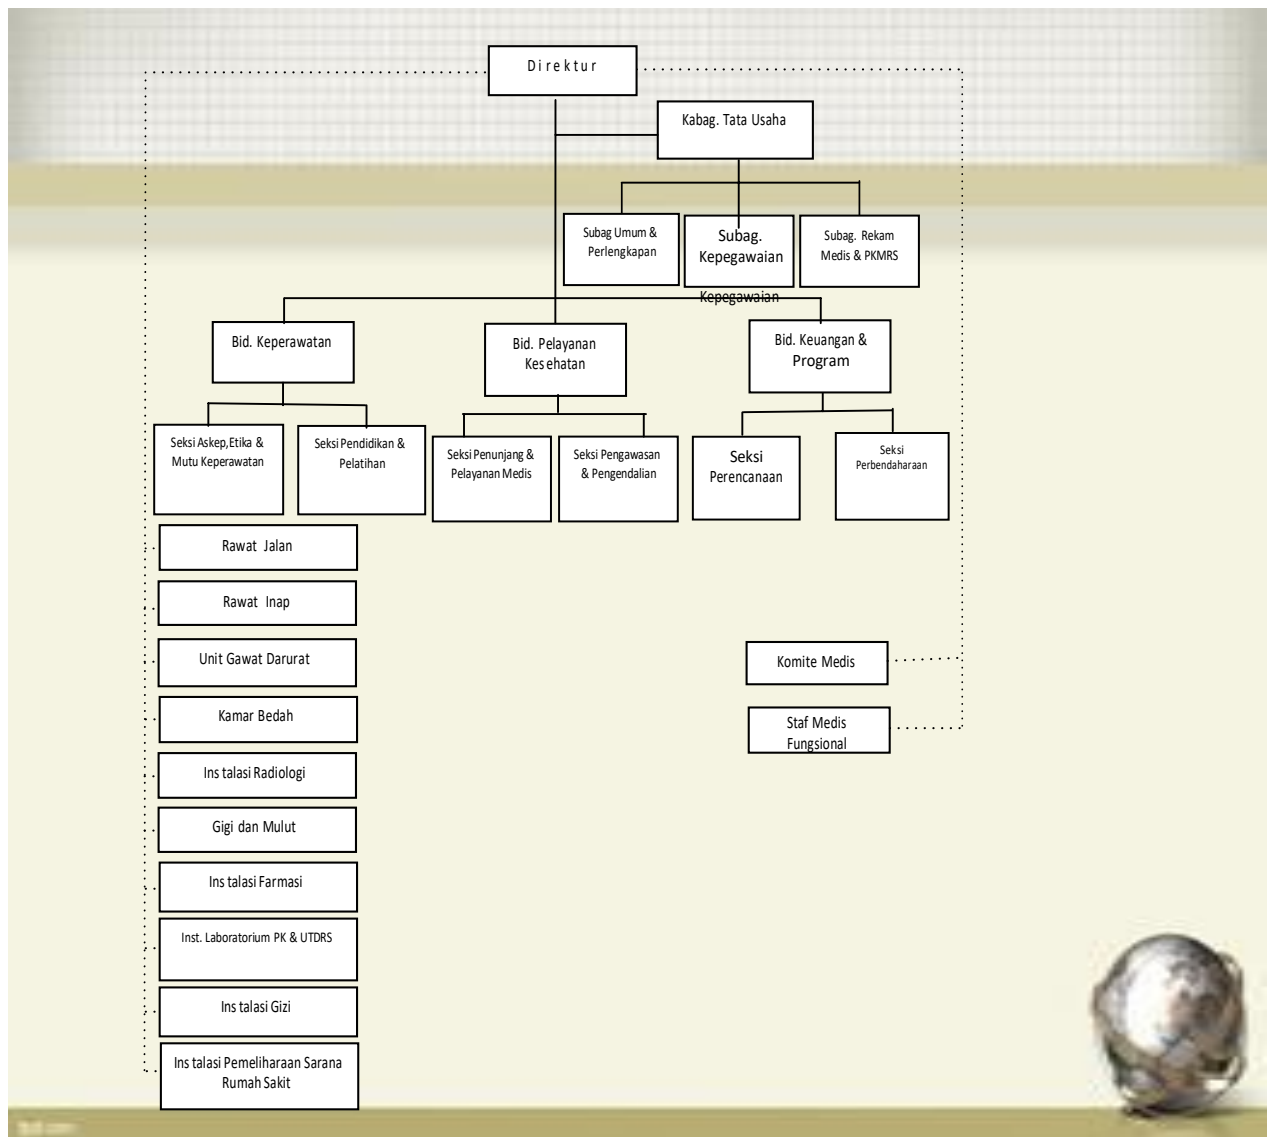 Direktur
Kabag. Tata Usaha
Subag Umum &
Perlengkapan
Subag.
Kepegawaian
Kepegawaian
Subag. Rekam
Medis & PKMRS
Bid. Keperawatan
Bid. Pelayanan
Kesehatan
Bid. Keuangan &
Program
Seksi Askep,Etika &
Mutu Keperawatan
Seksi Pendidikan &
Pelatihan
Seksi Penunjang &
Pelayanan Medis
Seksi Pengawasan
& Pengendalian
Seksi
Perencanaan
Seksi
Perbendaharaan
Rawat Jalan
Rawat Inap
Unit Gawat Darurat
Kamar Bedah
Instalasi Radiologi
Gigi dan Mulut
Instalasi Farmasi
Inst. Laboratorium PK & UTDRS
Instalasi Gizi
Instalasi Pemeliharaan Sarana
Rumah Sakit
Komite Medis
Staf Medis
Fungsional